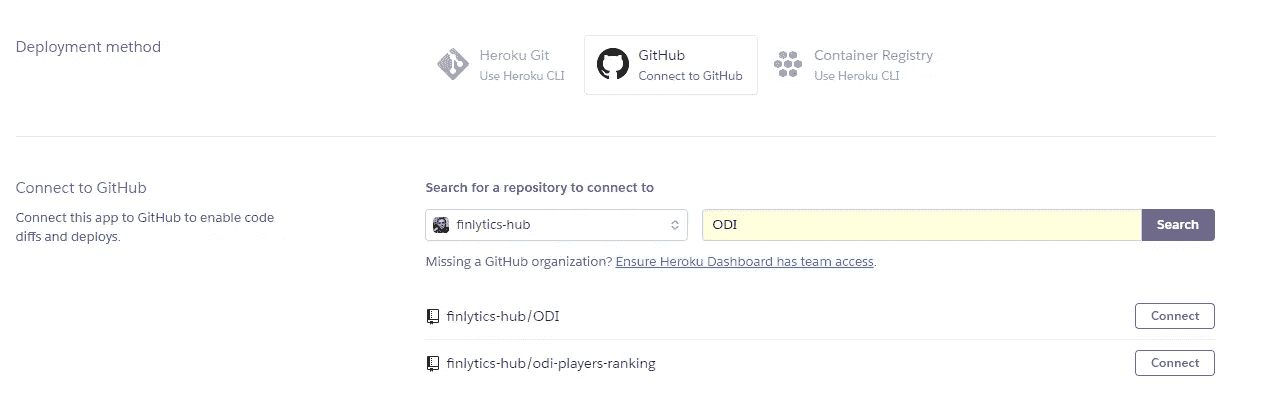 Deployment method
Heroku Git
Use Heroku CLI
GitHub
Connect to GitHub
Container Registry
Use Heroku CLI
Connect to GitHub
Connect this app to GitHub to enable code
diffs and deploys.
Search for a repository to connect to
finlytics-hub
ODI
Search
Missing a GitHub organization? Ensure Heroku Dashboard has team access.
finlytics-hub/ODI
Connect
finlytics-hub/odi-players-ranking
Connect